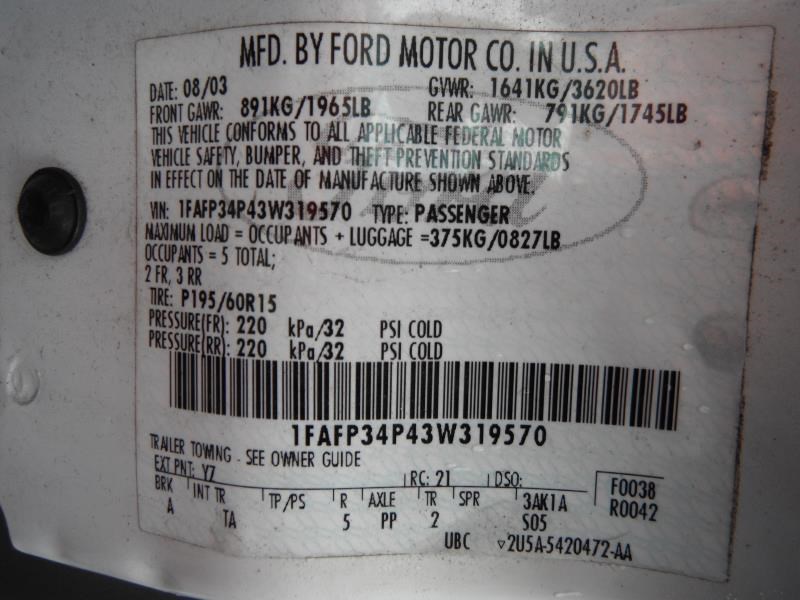 MFD. BY FORD MOTOR CO. IN U.S.A.
DATE: 08/03 GVWR: 1641KG/3620LB
FRONT GAWR: 891KG/1965LB REAR GAWR: 791KG/1745LB
THIS VEHICLE CONFORMS TO ALL APPLICABLE FEDERAL MOTOR
VEHICLE SAFETY, BUMPER, AND THEFT PREVENTION STANDARDS
IN EFFECT ON THE DATE OF MANUFACTURE SHOWN ABOVE.
VIN: 1FAFP34P43W319570 TYPE: PASSENGER
MAXIMUM LOAD = OCCUPANTS + LUGGAGE =375KG/0827LB
OCCUPANTS = 5 TOTAL;
2 FR, 3 RR
TIRE: P195/60R15
PRESSURE(FR): 220 kPa/32 PSI COLD
PRESSURE(RR): 220 kPa/32 PSI COLD
1FAFP34P43W319570
TRAILER TOWING - SEE OWNER GUIDE
EXT PNT: YZ RC: 21 DSO: F0038
BRK INT TR TP/PS R AXLE TR SPR 3AK1A R0042
A TA 5 PP 2 S05
UBC ▽2U5A-5420472-AA